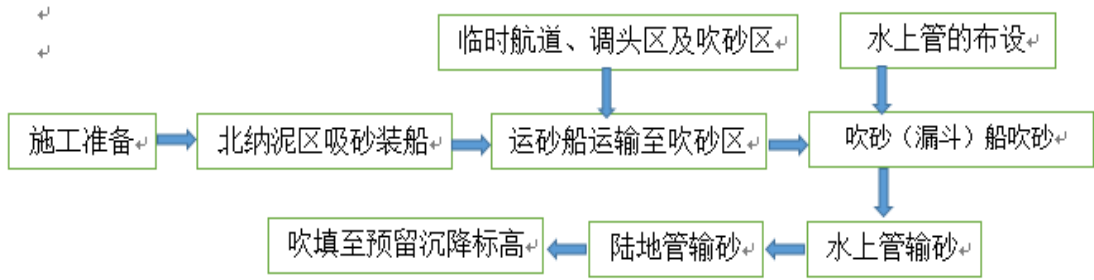 临时航道、调头区及吹砂区
水上管的布设
施工准备
北纳泥区吸砂装船
运砂船运输至吹砂区
吹砂（漏斗）船吹砂
吹填至预留沉降标高
陆地管输砂
水上管输砂